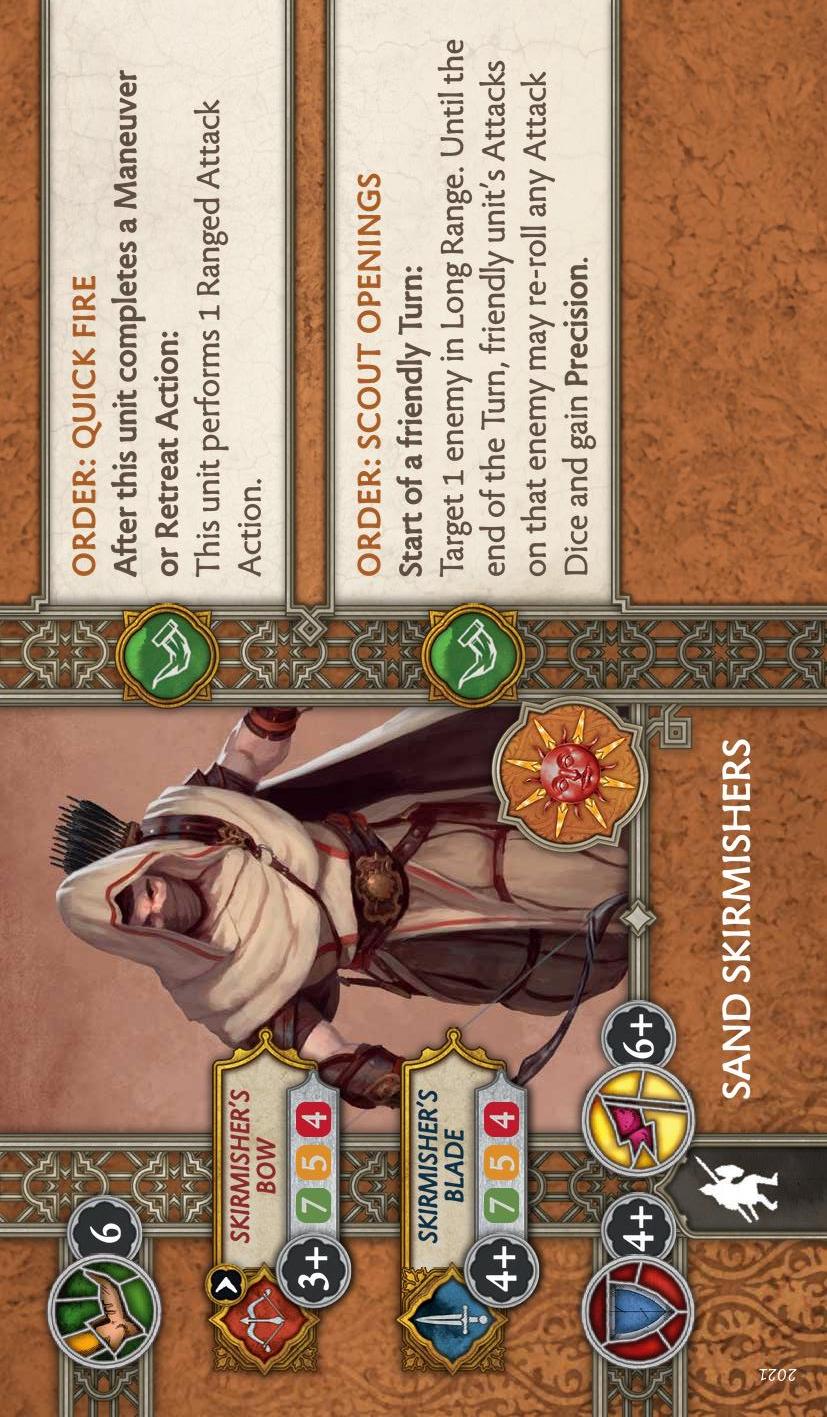 6
SKIRMISHER'S
BOW
3+
7 5 4
SKIRMISHER'S
BLADE
4+
7 5 4
4+
6+
SAND SKIRMISHERS
2021
ORDER: QUICK FIRE
After this unit completes a Maneuver
or Retreat Action:
This unit performs 1 Ranged Attack
Action.
ORDER: SCOUT OPENINGS
Start of a friendly Turn:
Target 1 enemy in Long Range. Until the
end of the Turn, friendly unit's Attacks
on that enemy may re-roll any Attack
Dice and gain Precision.